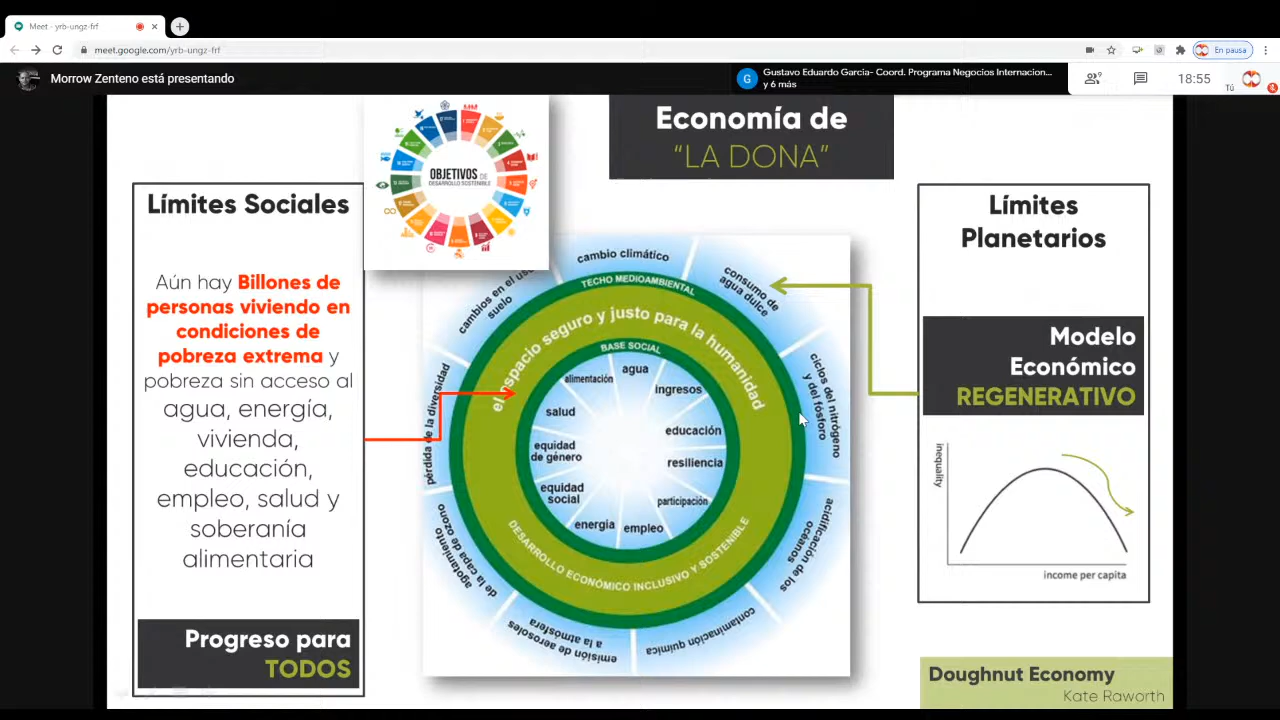 Meet - yrb-ungz-frf
meet.google.com/yrb-ungz-frf
En pausa
Morrow Zenteno está presentando
G
Gustavo Eduardo García- Coord. Programa Negocios Internacion...
y 6 más
9
18:55
Tú
Economía de
“LA DONA”
OBJETIVOS DE
DESARROLLO SOSTENIBLE
Límites Sociales
Aún hay Billones de
personas viviendo en
condiciones de
pobreza extrema y
pobreza sin acceso al
agua, energía,
vivienda,
educación,
empleo, salud y
soberanía
alimentaria
Progreso para
TODOS
cambio climático
consumo de
agua dulce
ciclos del nitrógeno
y del fósforo
acidificación de los
océanos
contaminación química
emisión de aerosoles
a la atmósfera
agotamiento
de la capa de ozono
pérdida de la diversidad
cambios en el uso
suelo
TECHO MEDIOAMBIENTAL
el espacio seguro y justo para la humanidad
BASE SOCIAL
agua
ingresos
educación
resiliencia
participación
empleo
energía
equidad
social
equidad
de género
salud
alimentación
DESARROLLO ECONÓMICO INCLUSIVO Y SOSTENIBLE
Límites
Planetarios
Modelo
Económico
REGENERATIVO
inequality
income per capita
Doughnut Economy
Kate Raworth